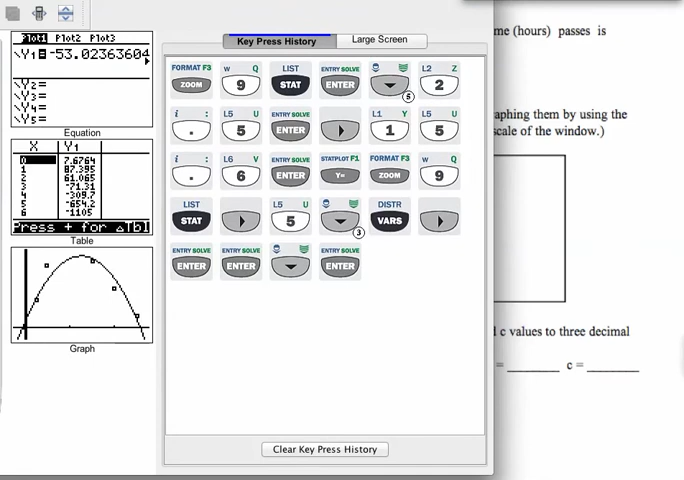 Plot1 Plot2 Plot3
\Y1=-53.02363604
\Y2=
\Y3=
\Y4=
\Y5=
Equation
X Y1
0 7.6764
1 87.395
2 61.065
3 -71.31
4 -309.7
5 -654.2
6 -1105
Press + for △Tbl
Table
Graph
Key Press History
Large Screen
FORMAT F3 W Q LIST ENTRY SOLVE L2 Z
ZOOM 9 STAT ENTER 2
5
i : L5 U ENTRY SOLVE L1 Y L5 U
. 5 ENTER 1 5
i : L6 V ENTRY SOLVE STATPLOT F1 FORMAT F3 W Q
. 6 ENTER Y= ZOOM 9
LIST L5 U DISTR
STAT 5 VARS
3
ENTRY SOLVE ENTRY SOLVE ENTRY SOLVE
ENTER ENTER ENTER
Clear Key Press History
me (hours) passes is
aphing them by using the
scale of the window.)
c values to three decimal
= ________ c = ________